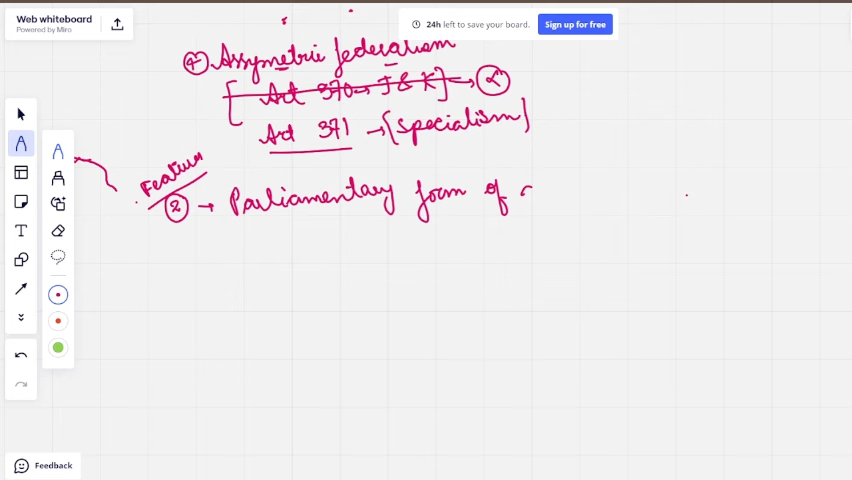 Web whiteboard
Powered by Miro
24h left to save your board.
Sign up for free
4 Assymetric federalism
[ Art 370 → J & K ] →
Art 371 → [Specialism]
Feature
2 → Parliamentary form of
Feedback